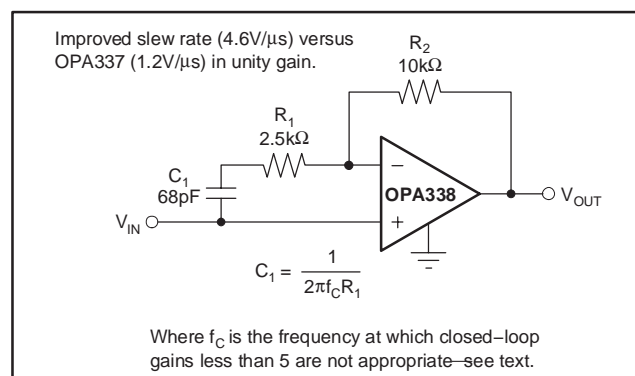 Improved slew rate (4.6V/µs) versus
OPA337 (1.2V/µs) in unity gain.
R2
10kΩ
R1
2.5kΩ
C1
68pF
−
OPA338
+
VIN
VOUT
C1 = 1
2πfCR1
Where fC is the frequency at which closed–loop
gains less than 5 are not appropriate—see text.